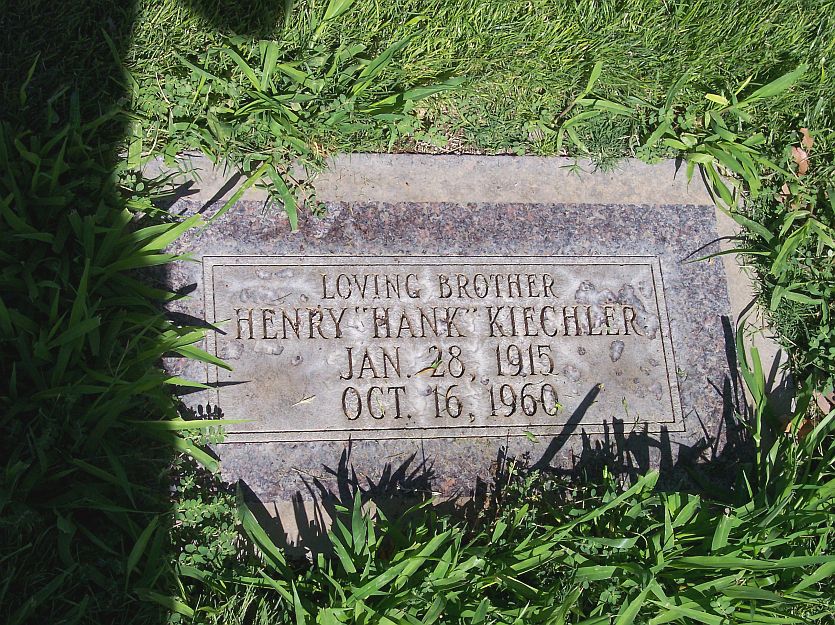 LOVING BROTHER
HENRY "HANK" KIECHLER
JAN. 28, 1915
OCT. 16, 1960